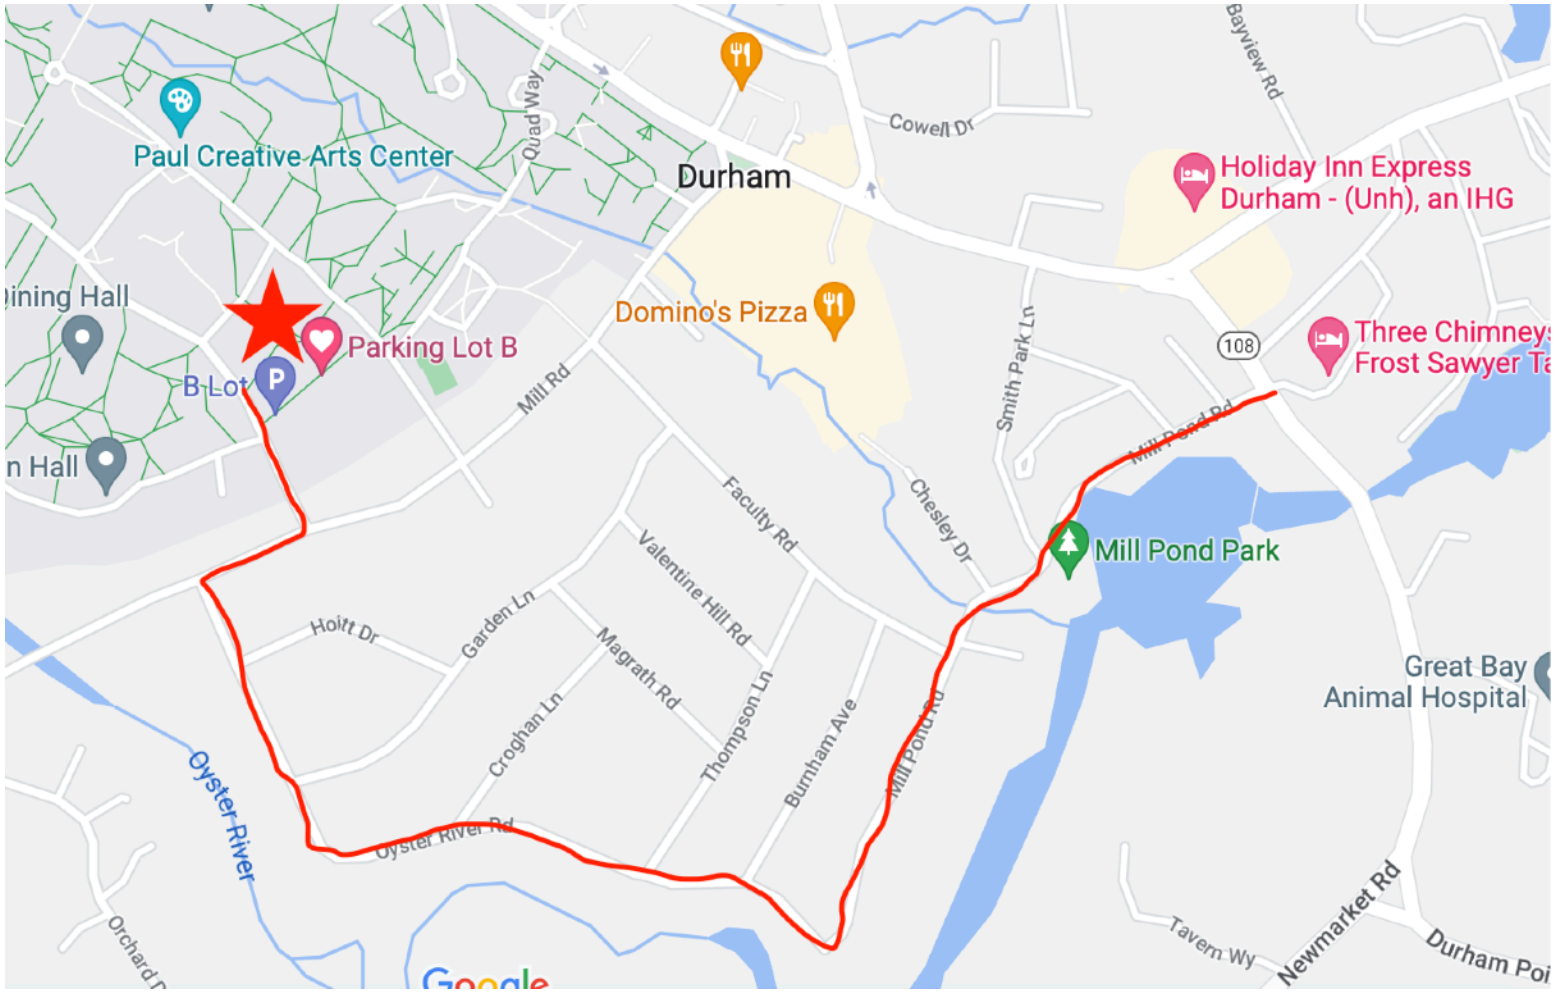 Bayview Rd
Quad Way
Cowell Dr
Paul Creative Arts Center
Durham
Holiday Inn Express
Durham - (Unh), an IHG
Dining Hall
Domino's Pizza
Smith Park Ln
108
Three Chimneys
Frost Sawyer Ta
Parking Lot B
B Lot
P
Mill Rd
Mill Pond Rd
n Hall
Faculty Rd
Chesley Dr
Mill Pond Park
Valentine Hill Rd
Garden Ln
Hoitt Dr
Magrath Rd
Great Bay
Animal Hospital
Croghan Ln
Thompson Ln
Burnham Ave
Mill Pond Rd
Oyster River
Oyster River Rd
Orchard D
Tavern Wy
Newmarket Rd
Durham Poi
Google